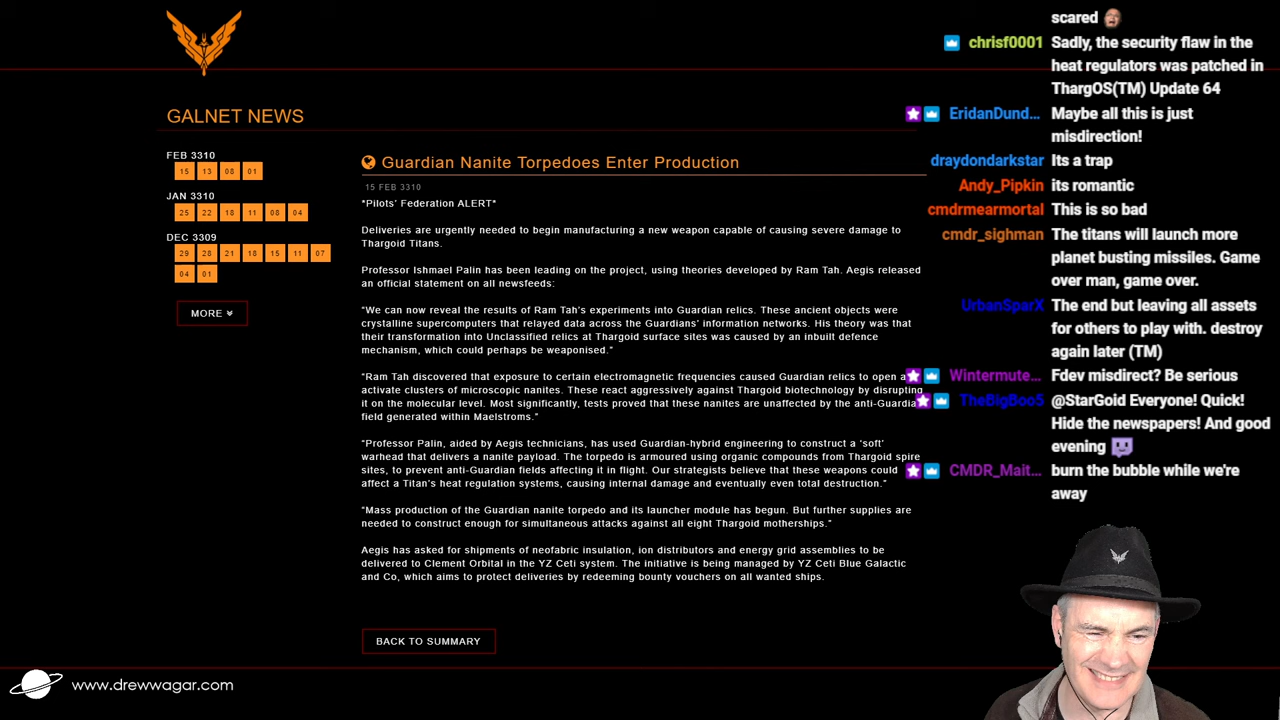 GALNET NEWS
FEB 3310
15 13 08 01
JAN 3310
25 22 18 11 08 04
DEC 3309
29 28 21 18 15 11 07
04 01
MORE
Guardian Nanite Torpedoes Enter Production
15 FEB 3310
*Pilots' Federation ALERT*
Deliveries are urgently needed to begin manufacturing a new weapon capable of causing severe damage to
Thargoid Titans.
Professor Ishmael Palin has been leading on the project, using theories developed by Ram Tah. Aegis released
an official statement on all newsfeeds:
"We can now reveal the results of Ram Tah's experiments into Guardian relics. These ancient objects were
crystalline supercomputers that relayed data across the Guardians' information networks. His theory was that
their transformation into Unclassified relics at Thargoid surface sites was caused by an inbuilt defence
mechanism, which could perhaps be weaponised."
"Ram Tah discovered that exposure to certain electromagnetic frequencies caused Guardian relics to open a
activate clusters of microscopic nanites. These react aggressively against Thargoid biotechnology by disrupting
it on the molecular level. Most significantly, tests proved that these nanites are unaffected by the anti-Guardia
field generated within Maelstroms."
"Professor Palin, aided by Aegis technicians, has used Guardian-hybrid engineering to construct a 'soft'
warhead that delivers a nanite payload. The torpedo is armoured using organic compounds from Thargoid spire
sites, to prevent anti-Guardian fields affecting it in flight. Our strategists believe that these weapons could
affect a Titan's heat regulation systems, causing internal damage and eventually even total destruction."
"Mass production of the Guardian nanite torpedo and its launcher module has begun. But further supplies are
needed to construct enough for simultaneous attacks against all eight Thargoid motherships."
Aegis has asked for shipments of neofabric insulation, ion distributors and energy grid assemblies to be
delivered to Clement Orbital in the YZ Ceti system. The initiative is being managed by YZ Ceti Blue Galactic
and Co, which aims to protect deliveries by redeeming bounty vouchers on all wanted ships.
BACK TO SUMMARY
www.drewwagar.com
scared
chrisf0001 Sadly, the security flaw in the
heat regulators was patched in
ThargOS(TM) Update 64
EridanDund... Maybe all this is just
misdirection!
draydondarkstar Its a trap
Andy_Pipkin its romantic
cmdrmearmortal This is so bad
cmdr_sighman The titans will launch more
planet busting missiles. Game
over man, game over.
UrbanSparX The end but leaving all assets
for others to play with. destroy
again later (TM)
Wintermute... Fdev misdirect? Be serious
TheBigBoo5 @StarGoid Everyone! Quick!
Hide the newspapers! And good
evening
CMDR_Mait... burn the bubble while we're
away